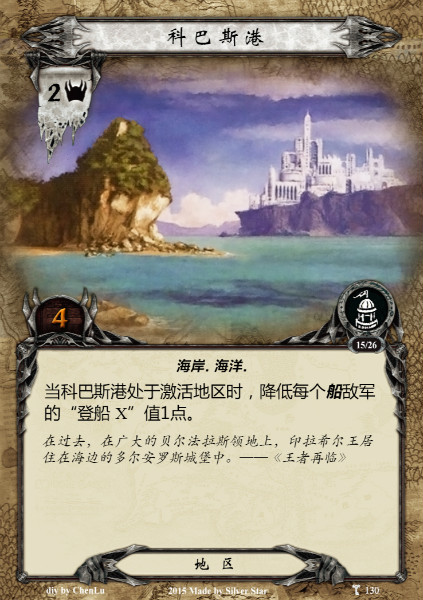 科巴斯港
2
4
15/26
海岸. 海洋.
当科巴斯港处于激活地区时，降低每个船敌军
的“登船 X”值1点。
在过去，在广大的贝尔法拉斯领地上，印拉希尔王居
住在海边的多尔安罗斯城堡中。——《王者再临》
地 区
diy by ChenLu
2015 Made by Silver Star
130